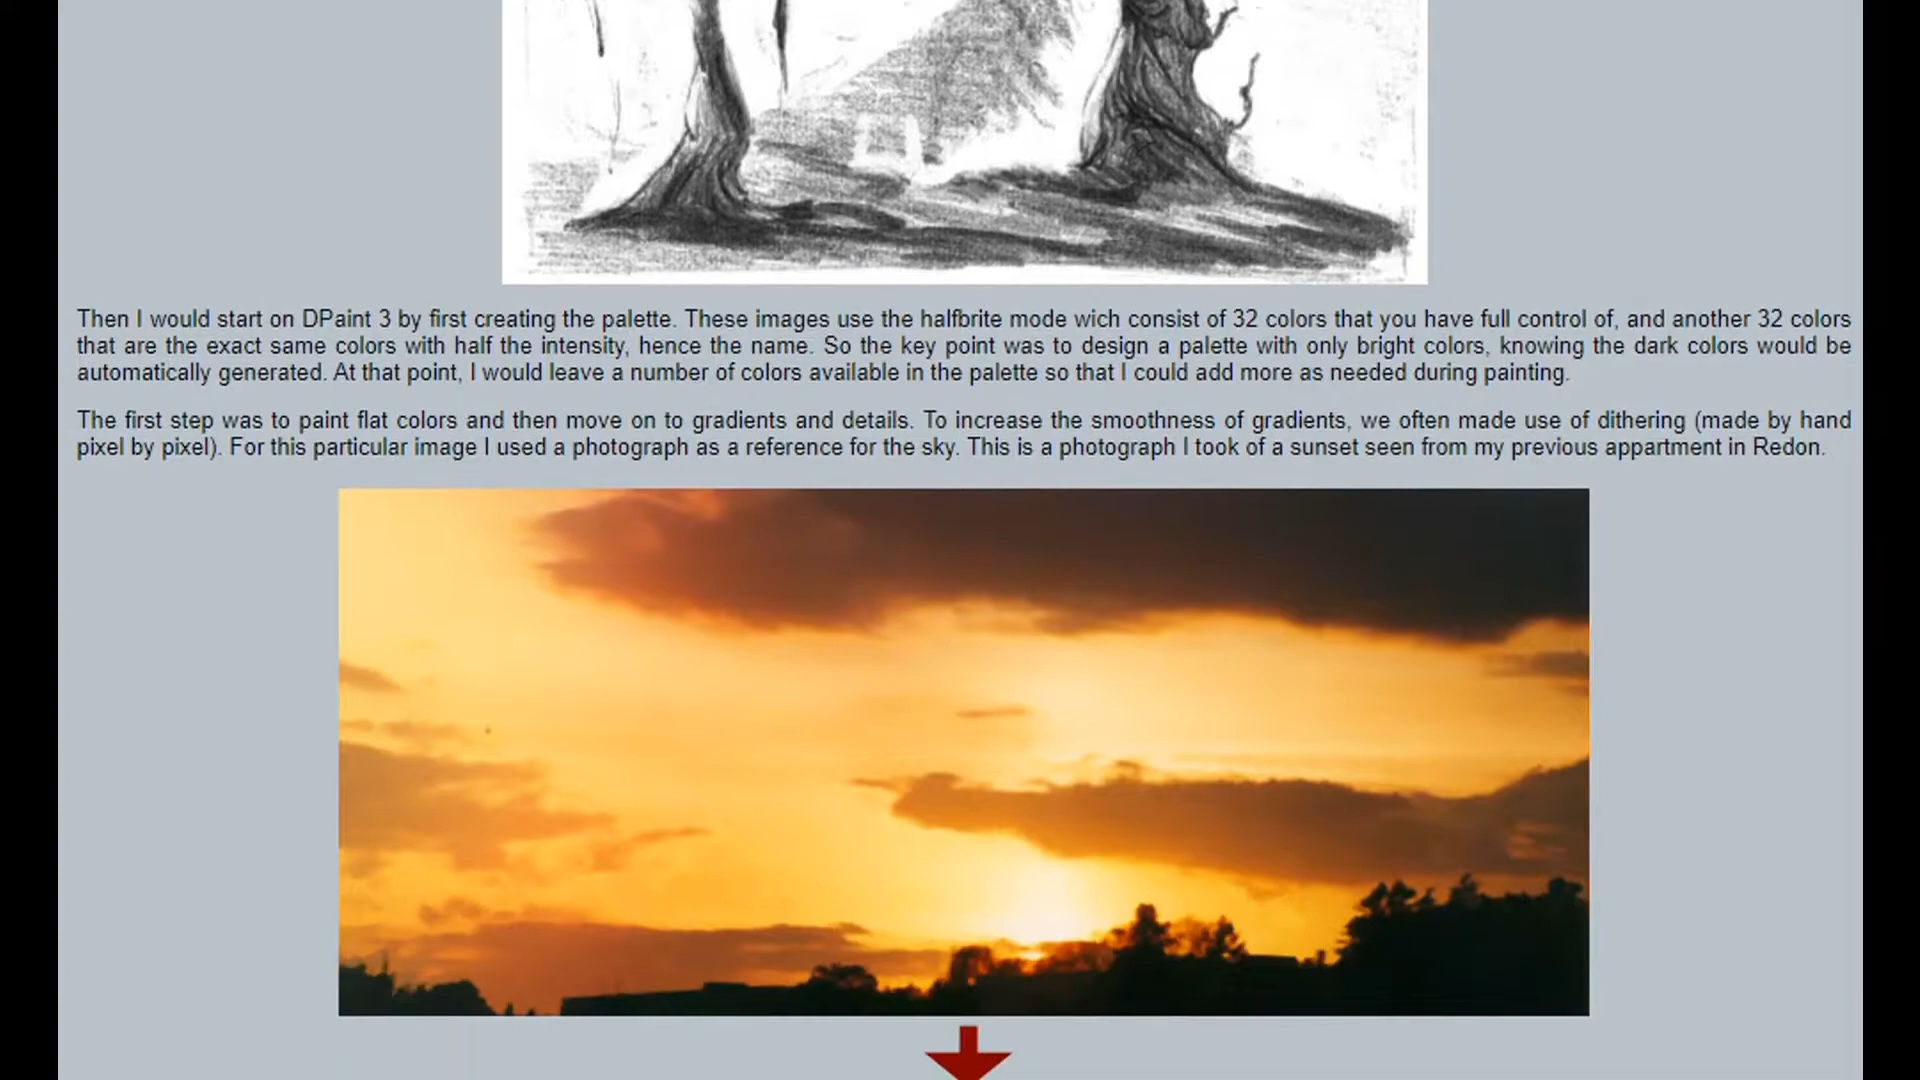 Then I would start on DPaint 3 by first creating the palette. These images use the halfbrite mode wich consist of 32 colors that you have full control of, and another 32 colors
that are the exact same colors with half the intensity, hence the name. So the key point was to design a palette with only bright colors, knowing the dark colors would be
automatically generated. At that point, I would leave a number of colors available in the palette so that I could add more as needed during painting.
The first step was to paint flat colors and then move on to gradients and details. To increase the smoothness of gradients, we often made use of dithering (made by hand
pixel by pixel). For this particular image I used a photograph as a reference for the sky. This is a photograph I took of a sunset seen from my previous appartment in Redon.